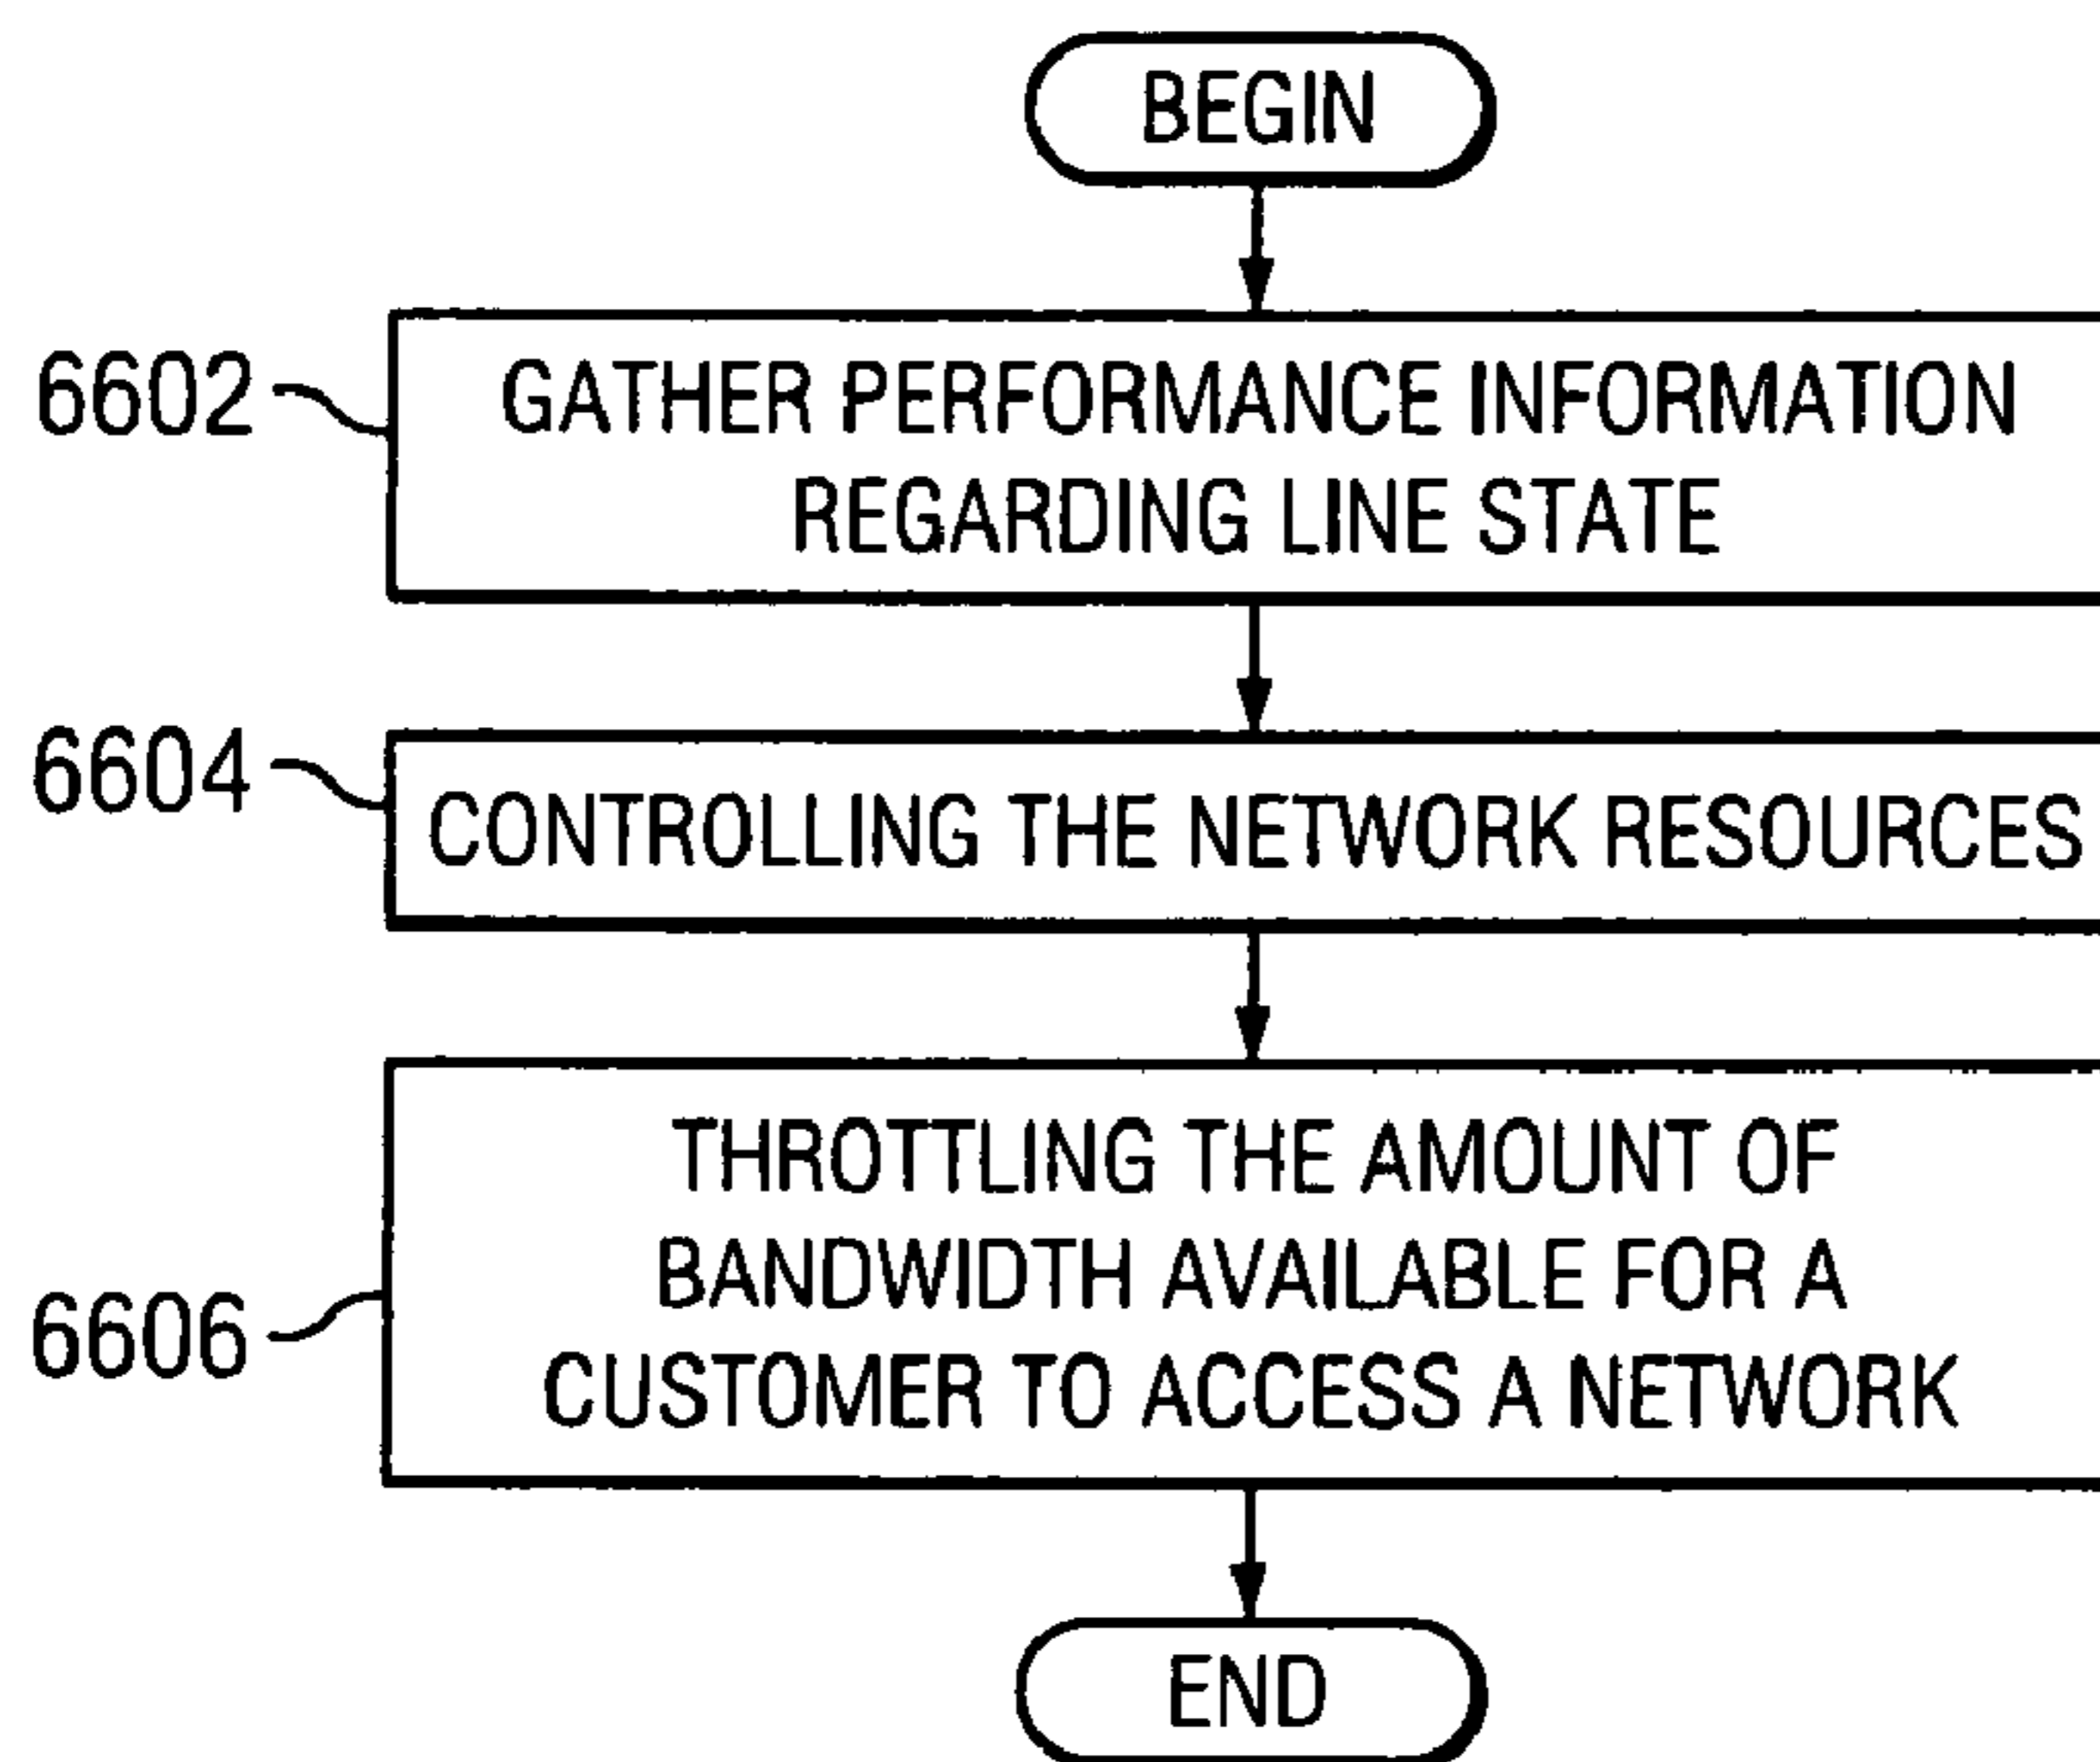 BEGIN
6602
GATHER PERFORMANCE INFORMATION
REGARDING LINE STATE
6604
CONTROLLING THE NETWORK RESOURCES
6606
THROTTLING THE AMOUNT OF
BANDWIDTH AVAILABLE FOR A
CUSTOMER TO ACCESS A NETWORK
END